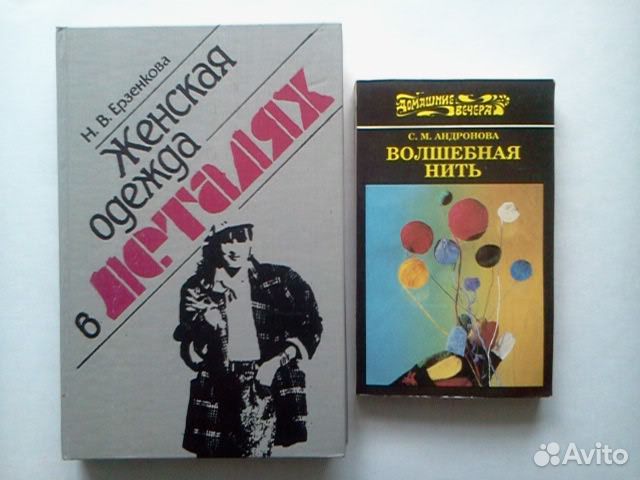 Н. В. Ерзенкова
Женская
одежда
в деталях
Домашние
вечера
С. М. АНДРОНОВА
ВОЛШЕБНАЯ
НИТЬ
Avito